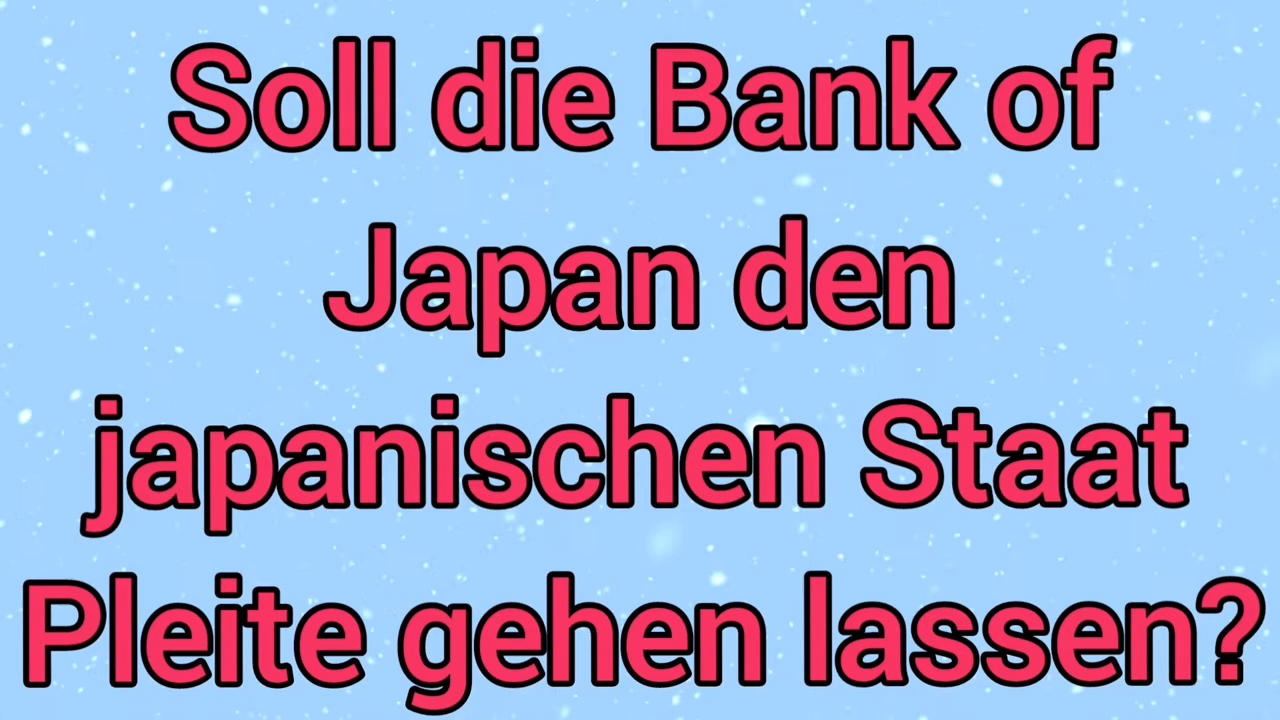 Soll die Bank of
Japan den
japanischen Staat
Pleite gehen lassen?